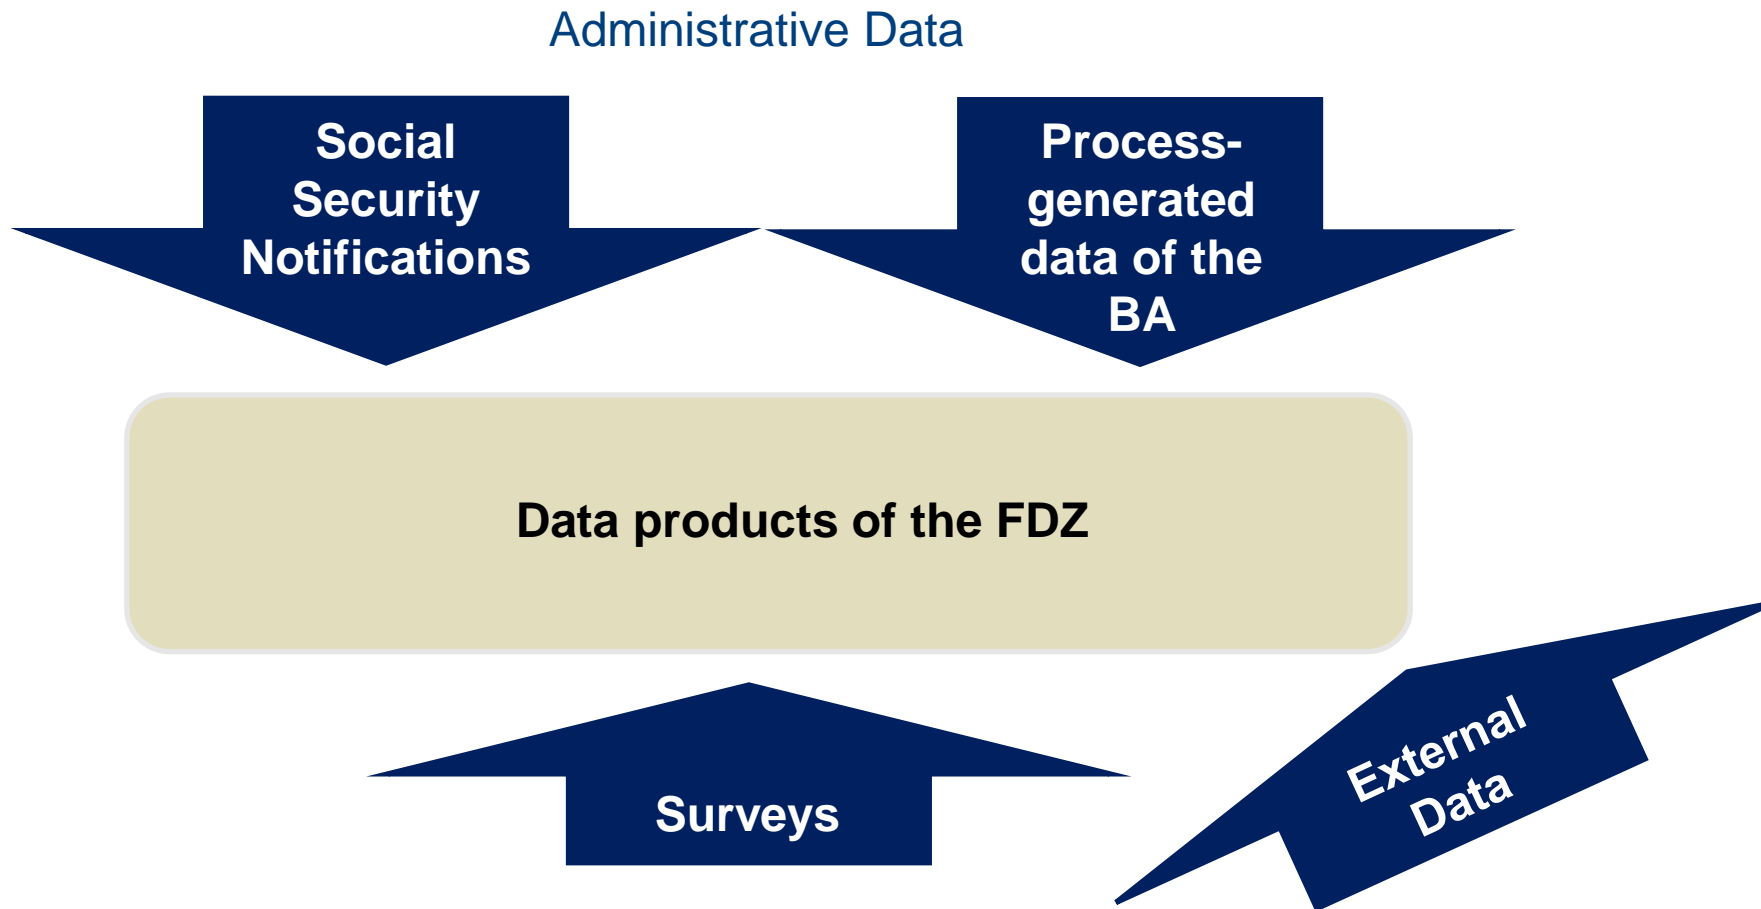 Administrative Data
Social
Security
Notifications
Process-
generated
data of the
BA
Data products of the FDZ
Surveys
External
Data